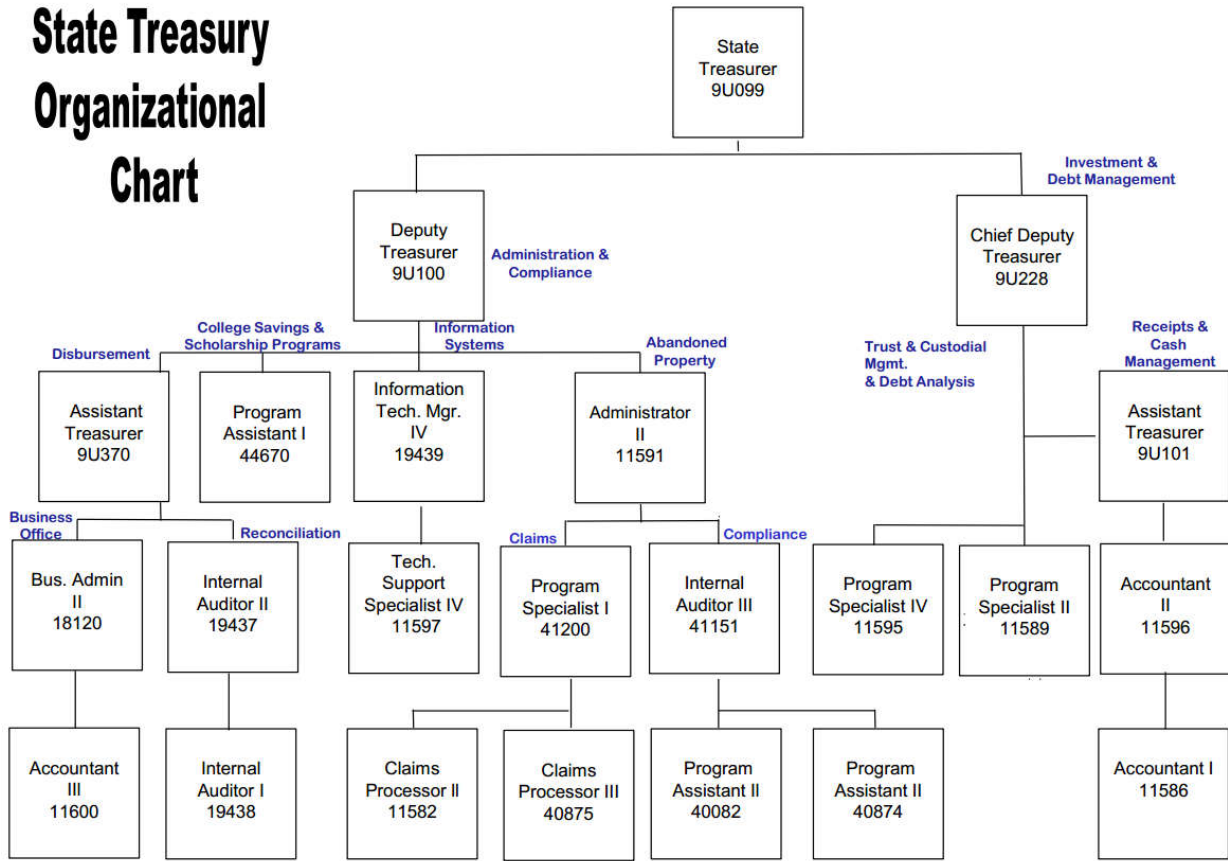 State Treasury
Organizational
Chart
State
Treasurer
9U099
Investment &
Debt Management
Deputy
Treasurer
9U100
Administration &
Compliance
Chief Deputy
Treasurer
9U228
Disbursement
College Savings &
Scholarship Programs
Information
Systems
Abandoned
Property
Trust & Custodial
Mgmt.
& Debt Analysis
Receipts &
Cash
Management
Assistant
Treasurer
9U370
Program
Assistant I
44670
Information
Tech. Mgr.
IV
19439
Administrator
II
11591
Assistant
Treasurer
9U101
Business
Office
Reconciliation
Claims
Compliance
Bus. Admin
II
18120
Internal
Auditor II
19437
Tech.
Support
Specialist IV
11597
Program
Specialist I
41200
Internal
Auditor III
41151
Program
Specialist IV
11595
Program
Specialist II
11589
Accountant
II
11596
Accountant
III
11600
Internal
Auditor I
19438
Claims
Processor II
11582
Claims
Processor III
40875
Program
Assistant II
40082
Program
Assistant II
40874
Accountant I
11586